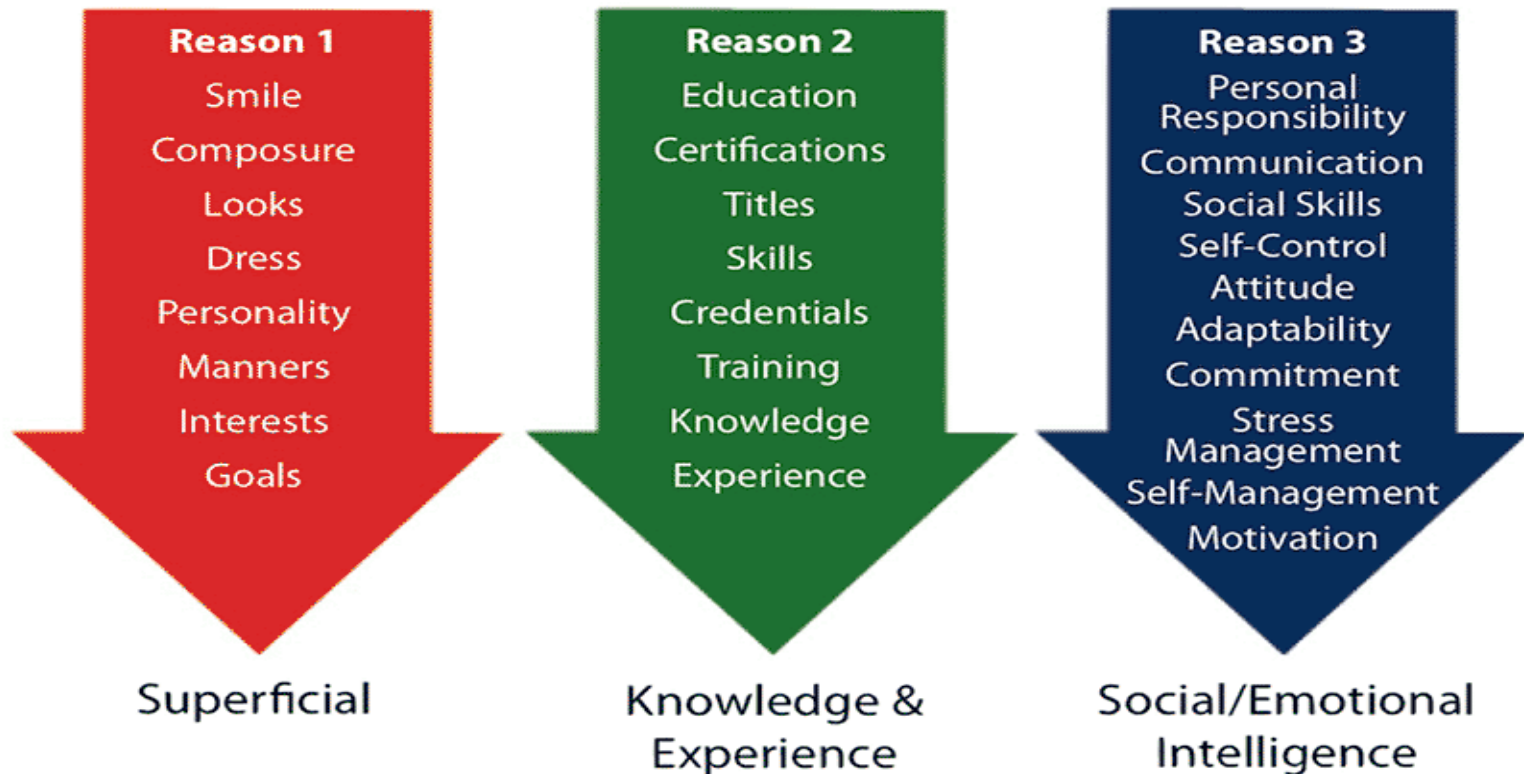 Reason 1
Smile
Composure
Looks
Dress
Personality
Manners
Interests
Goals
Superficial
Reason 2
Education
Certifications
Titles
Skills
Credentials
Training
Knowledge
Experience
Knowledge &
Experience
Reason 3
Personal
Responsibility
Communication
Social Skills
Self-Control
Attitude
Adaptability
Commitment
Stress
Management
Self-Management
Motivation
Social/Emotional
Intelligence